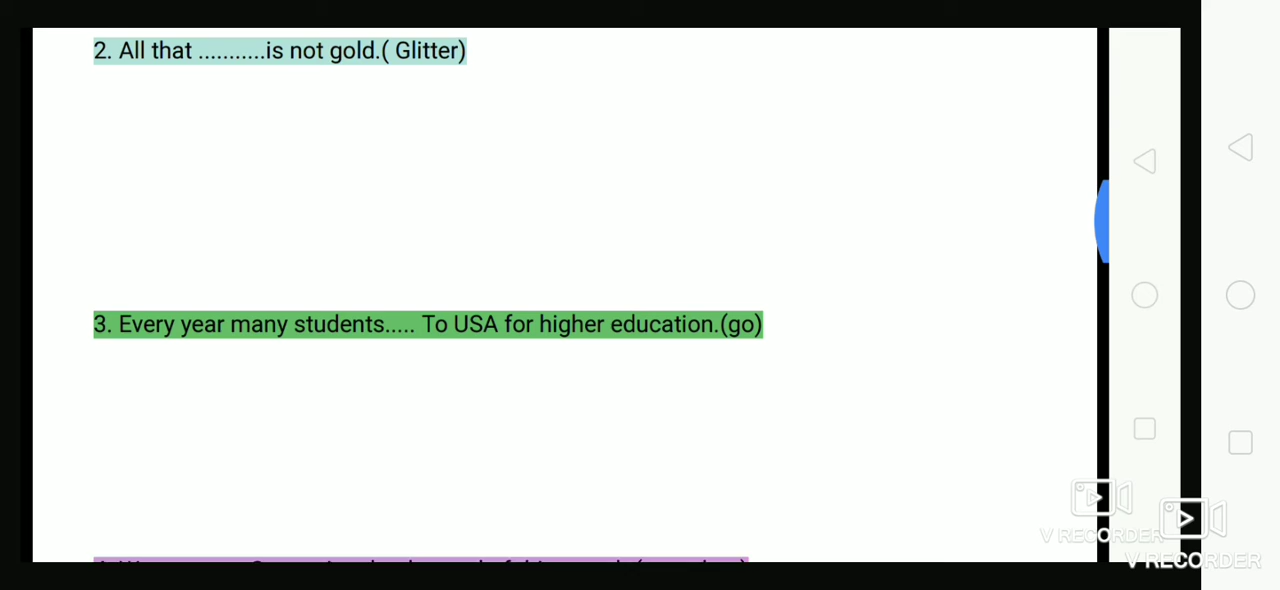 2. All that ...........is not gold.( Glitter)
3. Every year many students..... To USA for higher education.(go)
V RECORDER
V RECORDER